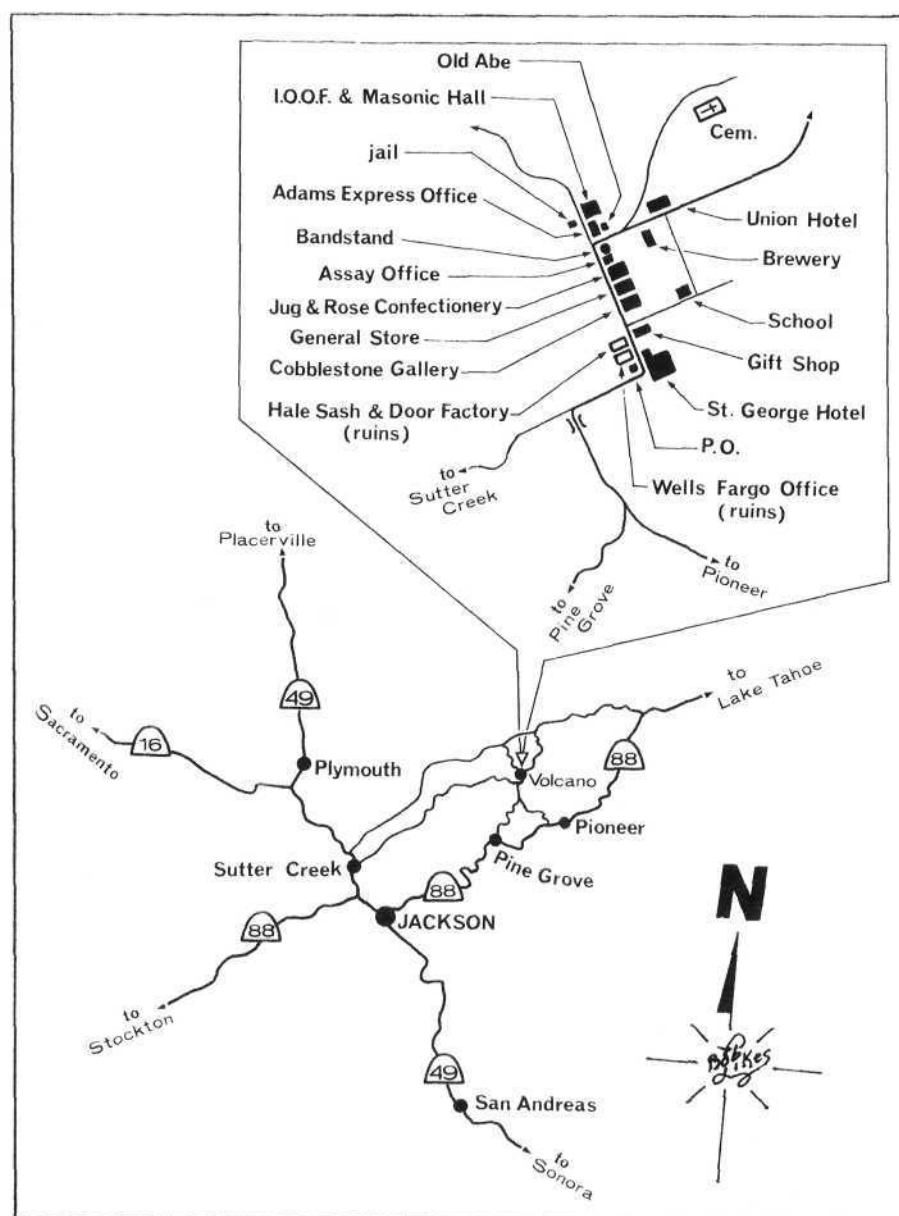 Old Abe
I.O.O.F. & Masonic Hall
jail
Adams Express Office
Bandstand
Assay Office
Jug & Rose Confectionery
General Store
Cobblestone Gallery
Hale Sash & Door Factory
(ruins)
Cem.
Union Hotel
Brewery
School
Gift Shop
St. George Hotel
P.O.
Wells Fargo Office
(ruins)
to
Sutter
Creek
to
Pine
Grove
to
Pioneer
to
Placerville
to
Sacramento
16
49
Plymouth
to
Lake Tahoe
88
Volcano
Pioneer
Pine Grove
Sutter Creek
88
JACKSON
88
to
Stockton
49
San Andreas
to
Sonora
N